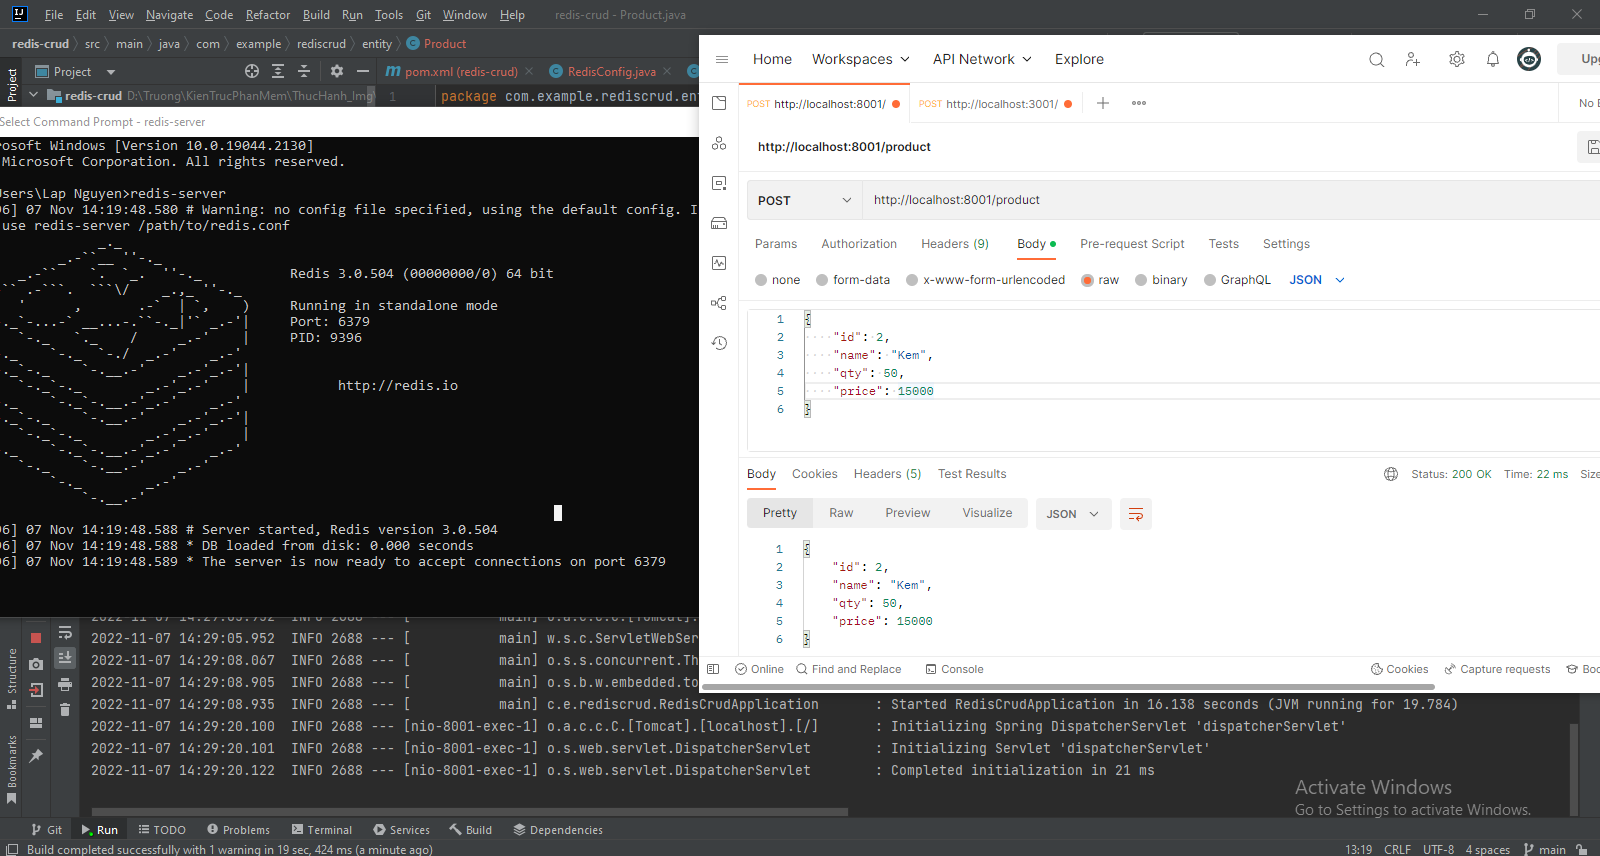 File Edit View Navigate Code Refactor Build Run Tools Git Window Help redis-crud - Product.java
redis-crud src main java com example rediscrud entity Product
Project pom.xml (redis-crud) RedisConfig.java
Project
redis-crud D:\Truong\KienTrucPhanMem\ThucHanh_Img\ 1 package com.example.rediscrud.ent
Select Command Prompt - redis-server
rosoft Windows [Version 10.0.19044.2130]
Microsoft Corporation. All rights reserved.
sers\Lap Nguyen>redis-server
96] 07 Nov 14:19:48.580 # Warning: no config file specified, using the default config. I
use redis-server /path/to/redis.conf
Redis 3.0.504 (00000000/0) 64 bit
Running in standalone mode
Port: 6379
PID: 9396
http://redis.io
96] 07 Nov 14:19:48.588 # Server started, Redis version 3.0.504
96] 07 Nov 14:19:48.588 * DB loaded from disk: 0.000 seconds
96] 07 Nov 14:19:48.589 * The server is now ready to accept connections on port 6379
Home Workspaces API Network Explore Upg
POST http://localhost:8001/ POST http://localhost:3001/ No E
http://localhost:8001/product
POST http://localhost:8001/product
Params Authorization Headers (9) Body Pre-request Script Tests Settings
none form-data x-www-form-urlencoded raw binary GraphQL JSON
1 {
2 "id": 2,
3 "name": "Kem",
4 "qty": 50,
5 "price": 15000
6 }
Body Cookies Headers (5) Test Results Status: 200 OK Time: 22 ms Size
Pretty Raw Preview Visualize JSON
1 {
2 "id": 2,
3 "name": "Kem",
4 "qty": 50,
5 "price": 15000
6 }
Online Find and Replace Console Cookies Capture requests Boo
2022-11-07 14:29:05.952 INFO 2688 --- [ main] o.a.c.c.C.[Tomcat].
2022-11-07 14:29:05.952 INFO 2688 --- [ main] w.s.c.ServletWebSer
2022-11-07 14:29:08.067 INFO 2688 --- [ main] o.s.s.concurrent.Th
2022-11-07 14:29:08.905 INFO 2688 --- [ main] o.s.b.w.embedded.to
2022-11-07 14:29:08.935 INFO 2688 --- [ main] c.e.rediscrud.RedisCrudApplication : Started RedisCrudApplication in 16.138 seconds (JVM running for 19.784)
2022-11-07 14:29:20.100 INFO 2688 --- [nio-8001-exec-1] o.a.c.c.C.[Tomcat].[localhost].[/] : Initializing Spring DispatcherServlet 'dispatcherServlet'
2022-11-07 14:29:20.101 INFO 2688 --- [nio-8001-exec-1] o.s.web.servlet.DispatcherServlet : Initializing Servlet 'dispatcherServlet'
2022-11-07 14:29:20.122 INFO 2688 --- [nio-8001-exec-1] o.s.web.servlet.DispatcherServlet : Completed initialization in 21 ms
Structure
Bookmarks
Activate Windows
Go to Settings to activate Windows.
Git Run TODO Problems Terminal Services Build Dependencies
Build completed successfully with 1 warning in 19 sec, 424 ms (a minute ago) 13:19 CRLF UTF-8 4 spaces main